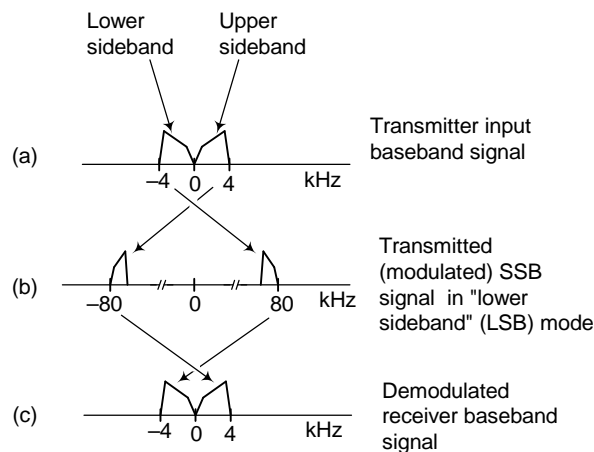 Lower
sideband
Upper
sideband
(a)
Transmitter input
baseband signal
–4
0
4
kHz
(b)
Transmitted
(modulated) SSB
signal in "lower
sideband" (LSB) mode
–80
0
80
kHz
(c)
Demodulated
receiver baseband
signal
–4
0
4
kHz